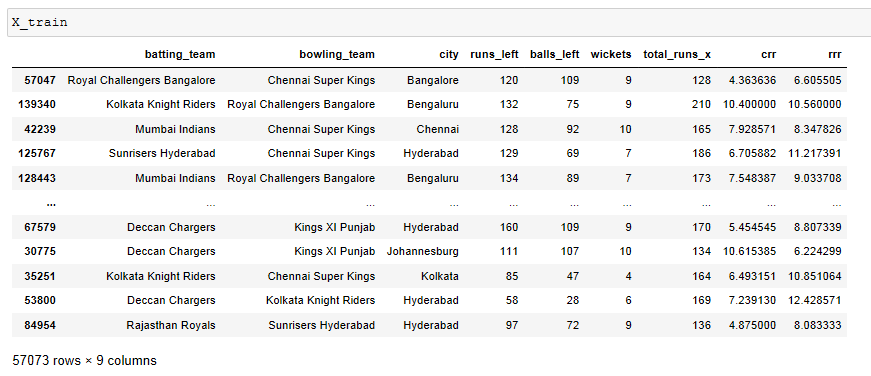 X_train
batting_team bowling_team city runs_left balls_left wickets total_runs_x crr rrr
57047 Royal Challengers Bangalore Chennai Super Kings Bangalore 120 109 9 128 4.363636 6.605505
139340 Kolkata Knight Riders Royal Challengers Bangalore Bengaluru 132 75 9 210 10.400000 10.560000
42239 Mumbai Indians Chennai Super Kings Chennai 128 92 10 165 7.928571 8.347826
125767 Sunrisers Hyderabad Chennai Super Kings Hyderabad 129 69 7 186 6.705882 11.217391
128443 Mumbai Indians Royal Challengers Bangalore Bengaluru 134 89 7 173 7.548387 9.033708
... ... ... ... ... ... ... ... ... ...
67579 Deccan Chargers Kings XI Punjab Hyderabad 160 109 9 170 5.454545 8.807339
30775 Deccan Chargers Kings XI Punjab Johannesburg 111 107 10 134 10.615385 6.224299
35251 Kolkata Knight Riders Chennai Super Kings Kolkata 85 47 4 164 6.493151 10.851064
53800 Deccan Chargers Kolkata Knight Riders Hyderabad 58 28 6 169 7.239130 12.428571
84954 Rajasthan Royals Sunrisers Hyderabad Hyderabad 97 72 9 136 4.875000 8.083333
57073 rows × 9 columns